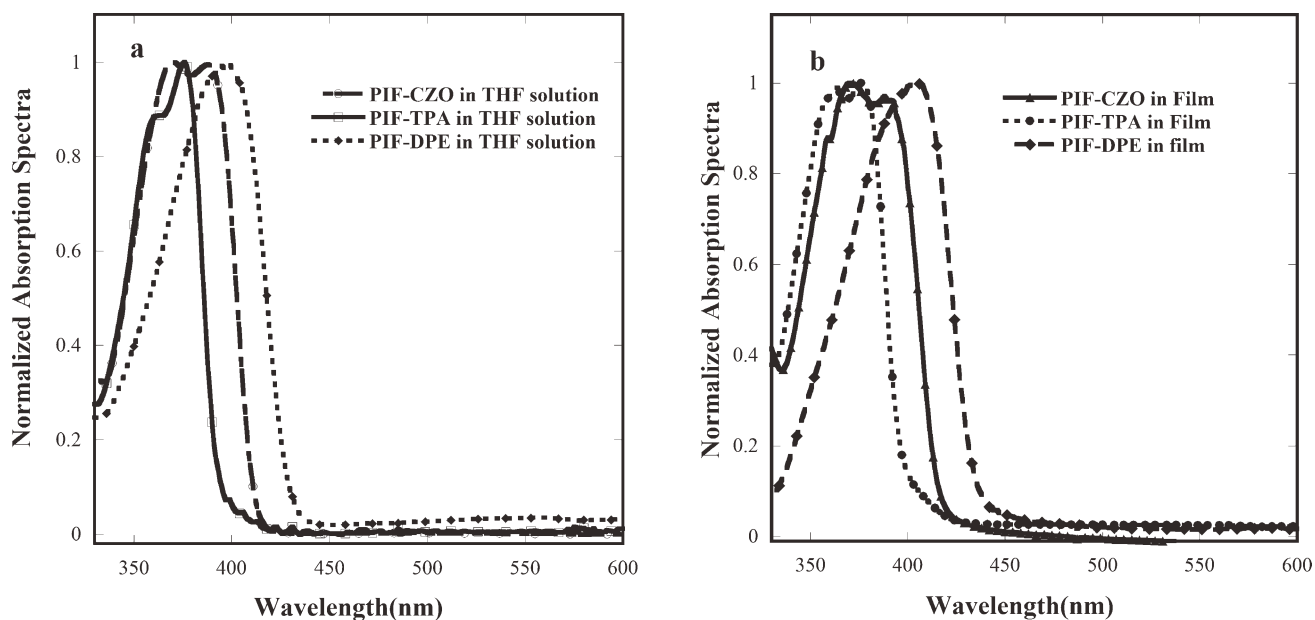 a
1
0.8
0.6
0.4
0.2
0
350
400
450
500
550
600
Normalized Absorption Spectra
Wavelength(nm)
PIF-CZO in THF solution
PIF-TPA in THF solution
PIF-DPE in THF solution
b
1
0.8
0.6
0.4
0.2
0
350
400
450
500
550
600
Normalized Absorption Spectra
Wavelength(nm)
PIF-CZO in Film
PIF-TPA in Film
PIF-DPE in film